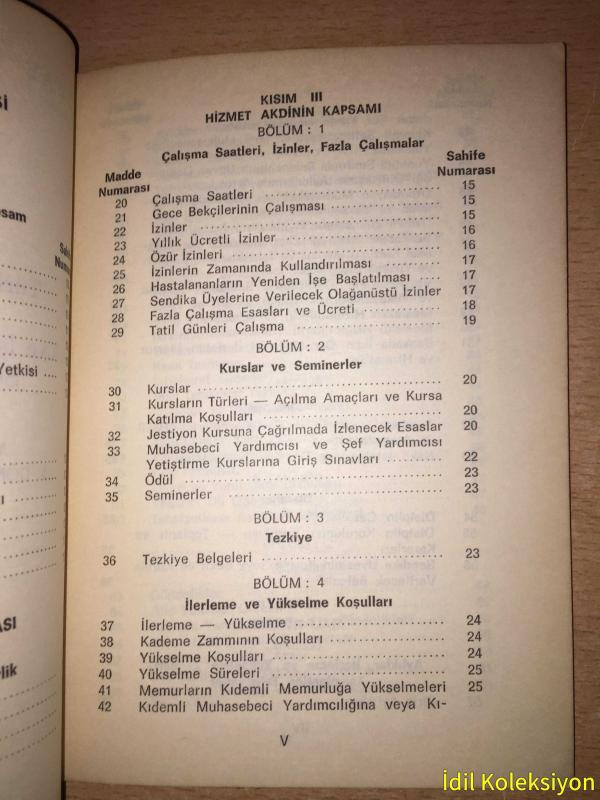 Sİ
sam
Sa
Num
Yetkisi
I
ASI
lik
KISIM III
HİZMET AKDİNİN KAPSAMI
BÖLÜM : 1
Çalışma Saatleri, İzinler, Fazla Çalışmalar
Madde Numarası Sahife Numarası
20 Çalışma Saatleri 15
21 Gece Bekçilerinin Çalışması 15
22 İzinler 15
23 Yıllık Ücretli İzinler 16
24 Özür İzinleri 16
25 İzinlerin Zamanında Kullandırılması 17
26 Hastalananların Yeniden İşe Başlatılması 17
27 Sendika Üyelerine Verilecek Olağanüstü İzinler 17
28 Fazla Çalışma Esasları ve Ücreti 18
29 Tatil Günleri Çalışma 19
BÖLÜM : 2
Kurslar ve Seminerler
30 Kurslar 20
31 Kursların Türleri — Açılma Amaçları ve Kursa
Katılma Koşulları 20
32 Jestiyon Kursuna Çağrılmada İzlenecek Esaslar 20
33 Muhasebeci Yardımcısı ve Şef Yardımcısı
Yetiştirme Kurslarına Giriş Sınavları 22
34 Ödül 23
35 Seminerler 23
BÖLÜM : 3
Tezkiye
36 Tezkiye Belgeleri 23
BÖLÜM : 4
İlerleme ve Yükselme Koşulları
37 İlerleme — Yükselme 24
38 Kademe Zammının Koşulları 24
39 Yükselme Koşulları 24
40 Yükselme Süreleri 25
41 Memurların Kıdemli Memurluğa Yükselmeleri 25
42 Kıdemli Muhasebeci Yardımcılığına veya Kı-
V
İdil Koleksiyon